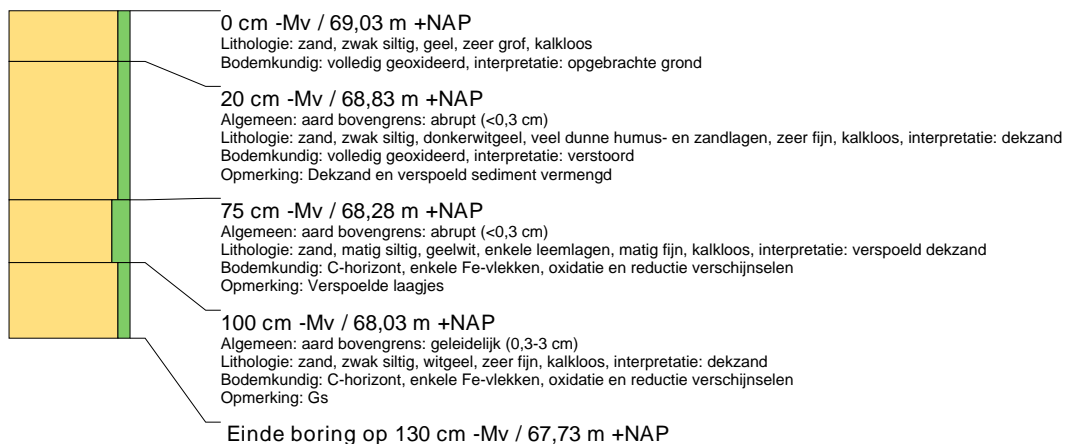 0 cm -Mv / 69,03 m +NAP
Lithologie: zand, zwak siltig, geel, zeer grof, kalkloos
Bodemkundig: volledig geoxideerd, interpretatie: opgebrachte grond
20 cm -Mv / 68,83 m +NAP
Algemeen: aard bovengrens: abrupt (<0,3 cm)
Lithologie: zand, zwak siltig, donkerwitgeel, veel dunne humus- en zandlagen, zeer fijn, kalkloos, interpretatie: dekzand
Bodemkundig: volledig geoxideerd, interpretatie: verstoord
Opmerking: Dekzand en verspoeld sediment vermengd
75 cm -Mv / 68,28 m +NAP
Algemeen: aard bovengrens: abrupt (<0,3 cm)
Lithologie: zand, matig siltig, geelwit, enkele leemlagen, matig fijn, kalkloos, interpretatie: verspoeld dekzand
Bodemkundig: C-horizont, enkele Fe-vlekken, oxidatie en reductie verschijnselen
Opmerking: Verspoelde laagjes
100 cm -Mv / 68,03 m +NAP
Algemeen: aard bovengrens: geleidelijk (0,3-3 cm)
Lithologie: zand, zwak siltig, witgeel, zeer fijn, kalkloos, interpretatie: dekzand
Bodemkundig: C-horizont, enkele Fe-vlekken, oxidatie en reductie verschijnselen
Opmerking: Gs
Einde boring op 130 cm -Mv / 67,73 m +NAP